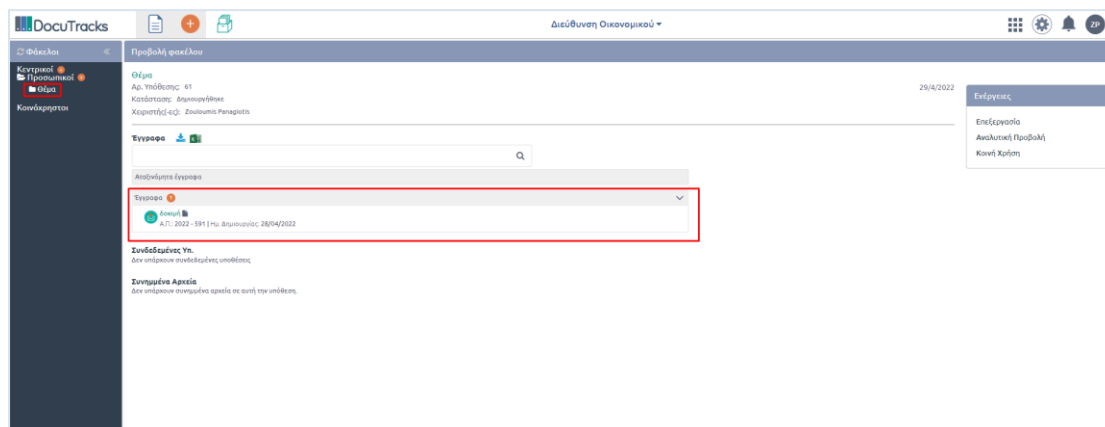 DocuTracks
Διεύθυνση Οικονομικού
ZP
Φάκελοι
Προβολή φακέλου
Κεντρικοί
Προσωπικοί
Θέμα
Κοινόχρηστοι
Θέμα
Αρ. Υπόθεσης: 61
29/4/2022
Κατάσταση: Δημιουργήθηκε
Χειριστής(-ες): Zouloumis Panagiotis
Ενέργειες
Επεξεργασία
Αναλυτική Προβολή
Κοινή Χρήση
Έγγραφα
Αταξινόμητα έγγραφα
Έγγραφα 1
Δοκιμή
Α.Π.: 2022 - 591 | Ημ. Δημιουργίας: 28/04/2022
Συνδεδεμένες Υπ.
Δεν υπάρχουν συνδεδεμένες υποθέσεις
Συνημμένα Αρχεία
Δεν υπάρχουν συνημμένα αρχεία σε αυτή την υπόθεση.